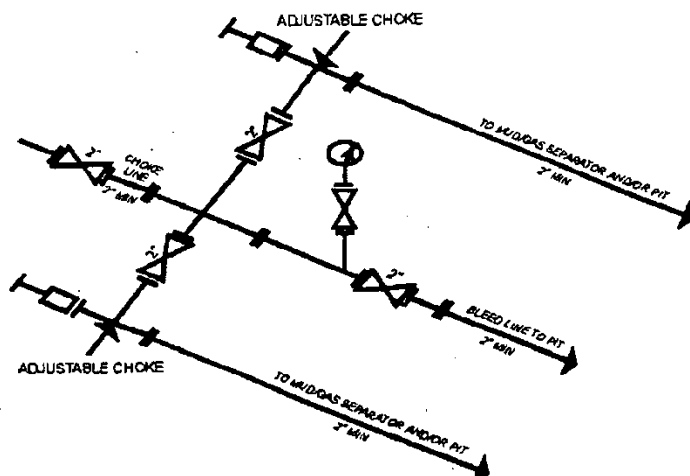 ADJUSTABLE CHOKE
TO MUD/GAS SEPARATOR AND/OR PIT
2" MIN
2"
2"
CHOKE
LINE
2" MIN
2"
2"
BLEED LINE TO PIT
2" MIN
ADJUSTABLE CHOKE
TO MUD/GAS SEPARATOR AND/OR PIT
2" MIN